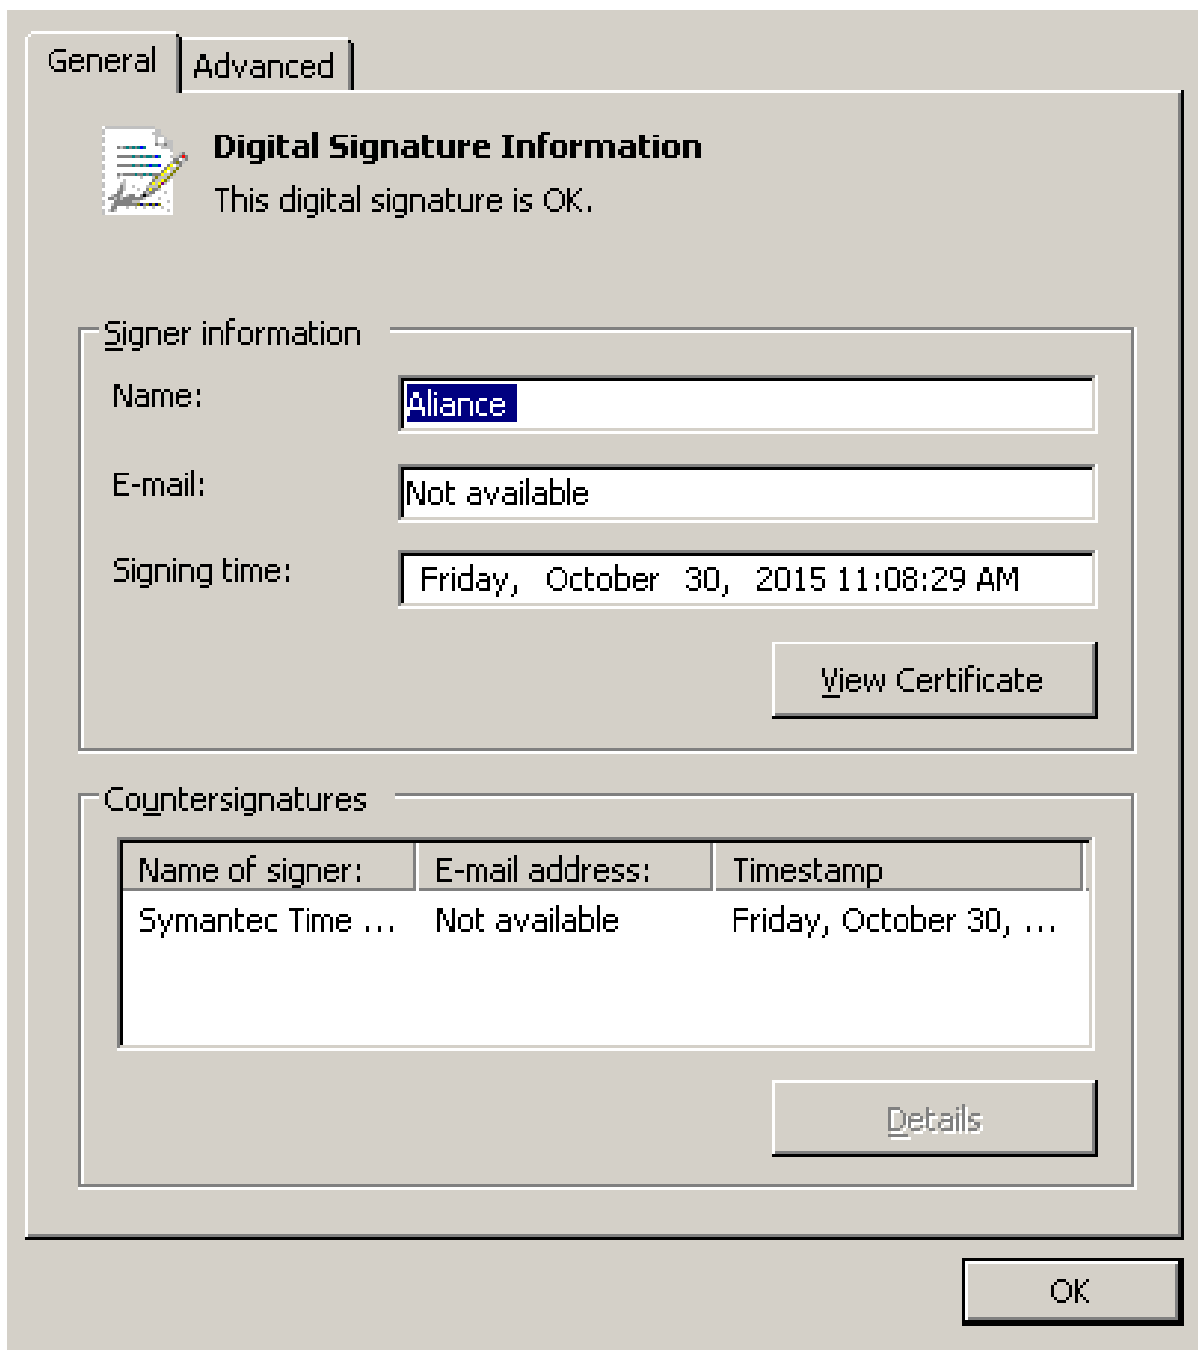 General
Advanced
Digital Signature Information
This digital signature is OK.
Signer information
Name:
Aliance
E-mail:
Not available
Signing time:
Friday, October 30, 2015 11:08:29 AM
View Certificate
Countersignatures
Name of signer: E-mail address: Timestamp
Symantec Time ... Not available Friday, October 30, ...
Details
OK